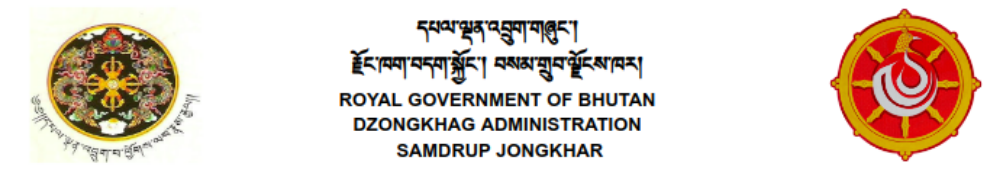 དཔལ་ལྡན་འབྲུག་གཞུང་།
རྫོང་ཁག་བདག་སྐྱོང་། བསམ་གྲུབ་ལྗོངས་མཁར།
ROYAL GOVERNMENT OF BHUTAN
DZONGKHAG ADMINISTRATION
SAMDRUP JONGKHAR